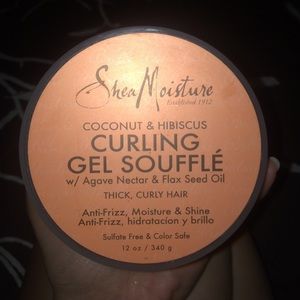 SheaMoisture
Established 1912
COCONUT & HIBISCUS
CURLING
GEL SOUFFLÉ
w/ Agave Nectar & Flax Seed Oil
THICK, CURLY HAIR
Anti-Frizz, Moisture & Shine
Anti-Frizz, hidratación y brillo
Sulfate Free & Color Safe
12 oz / 340 g